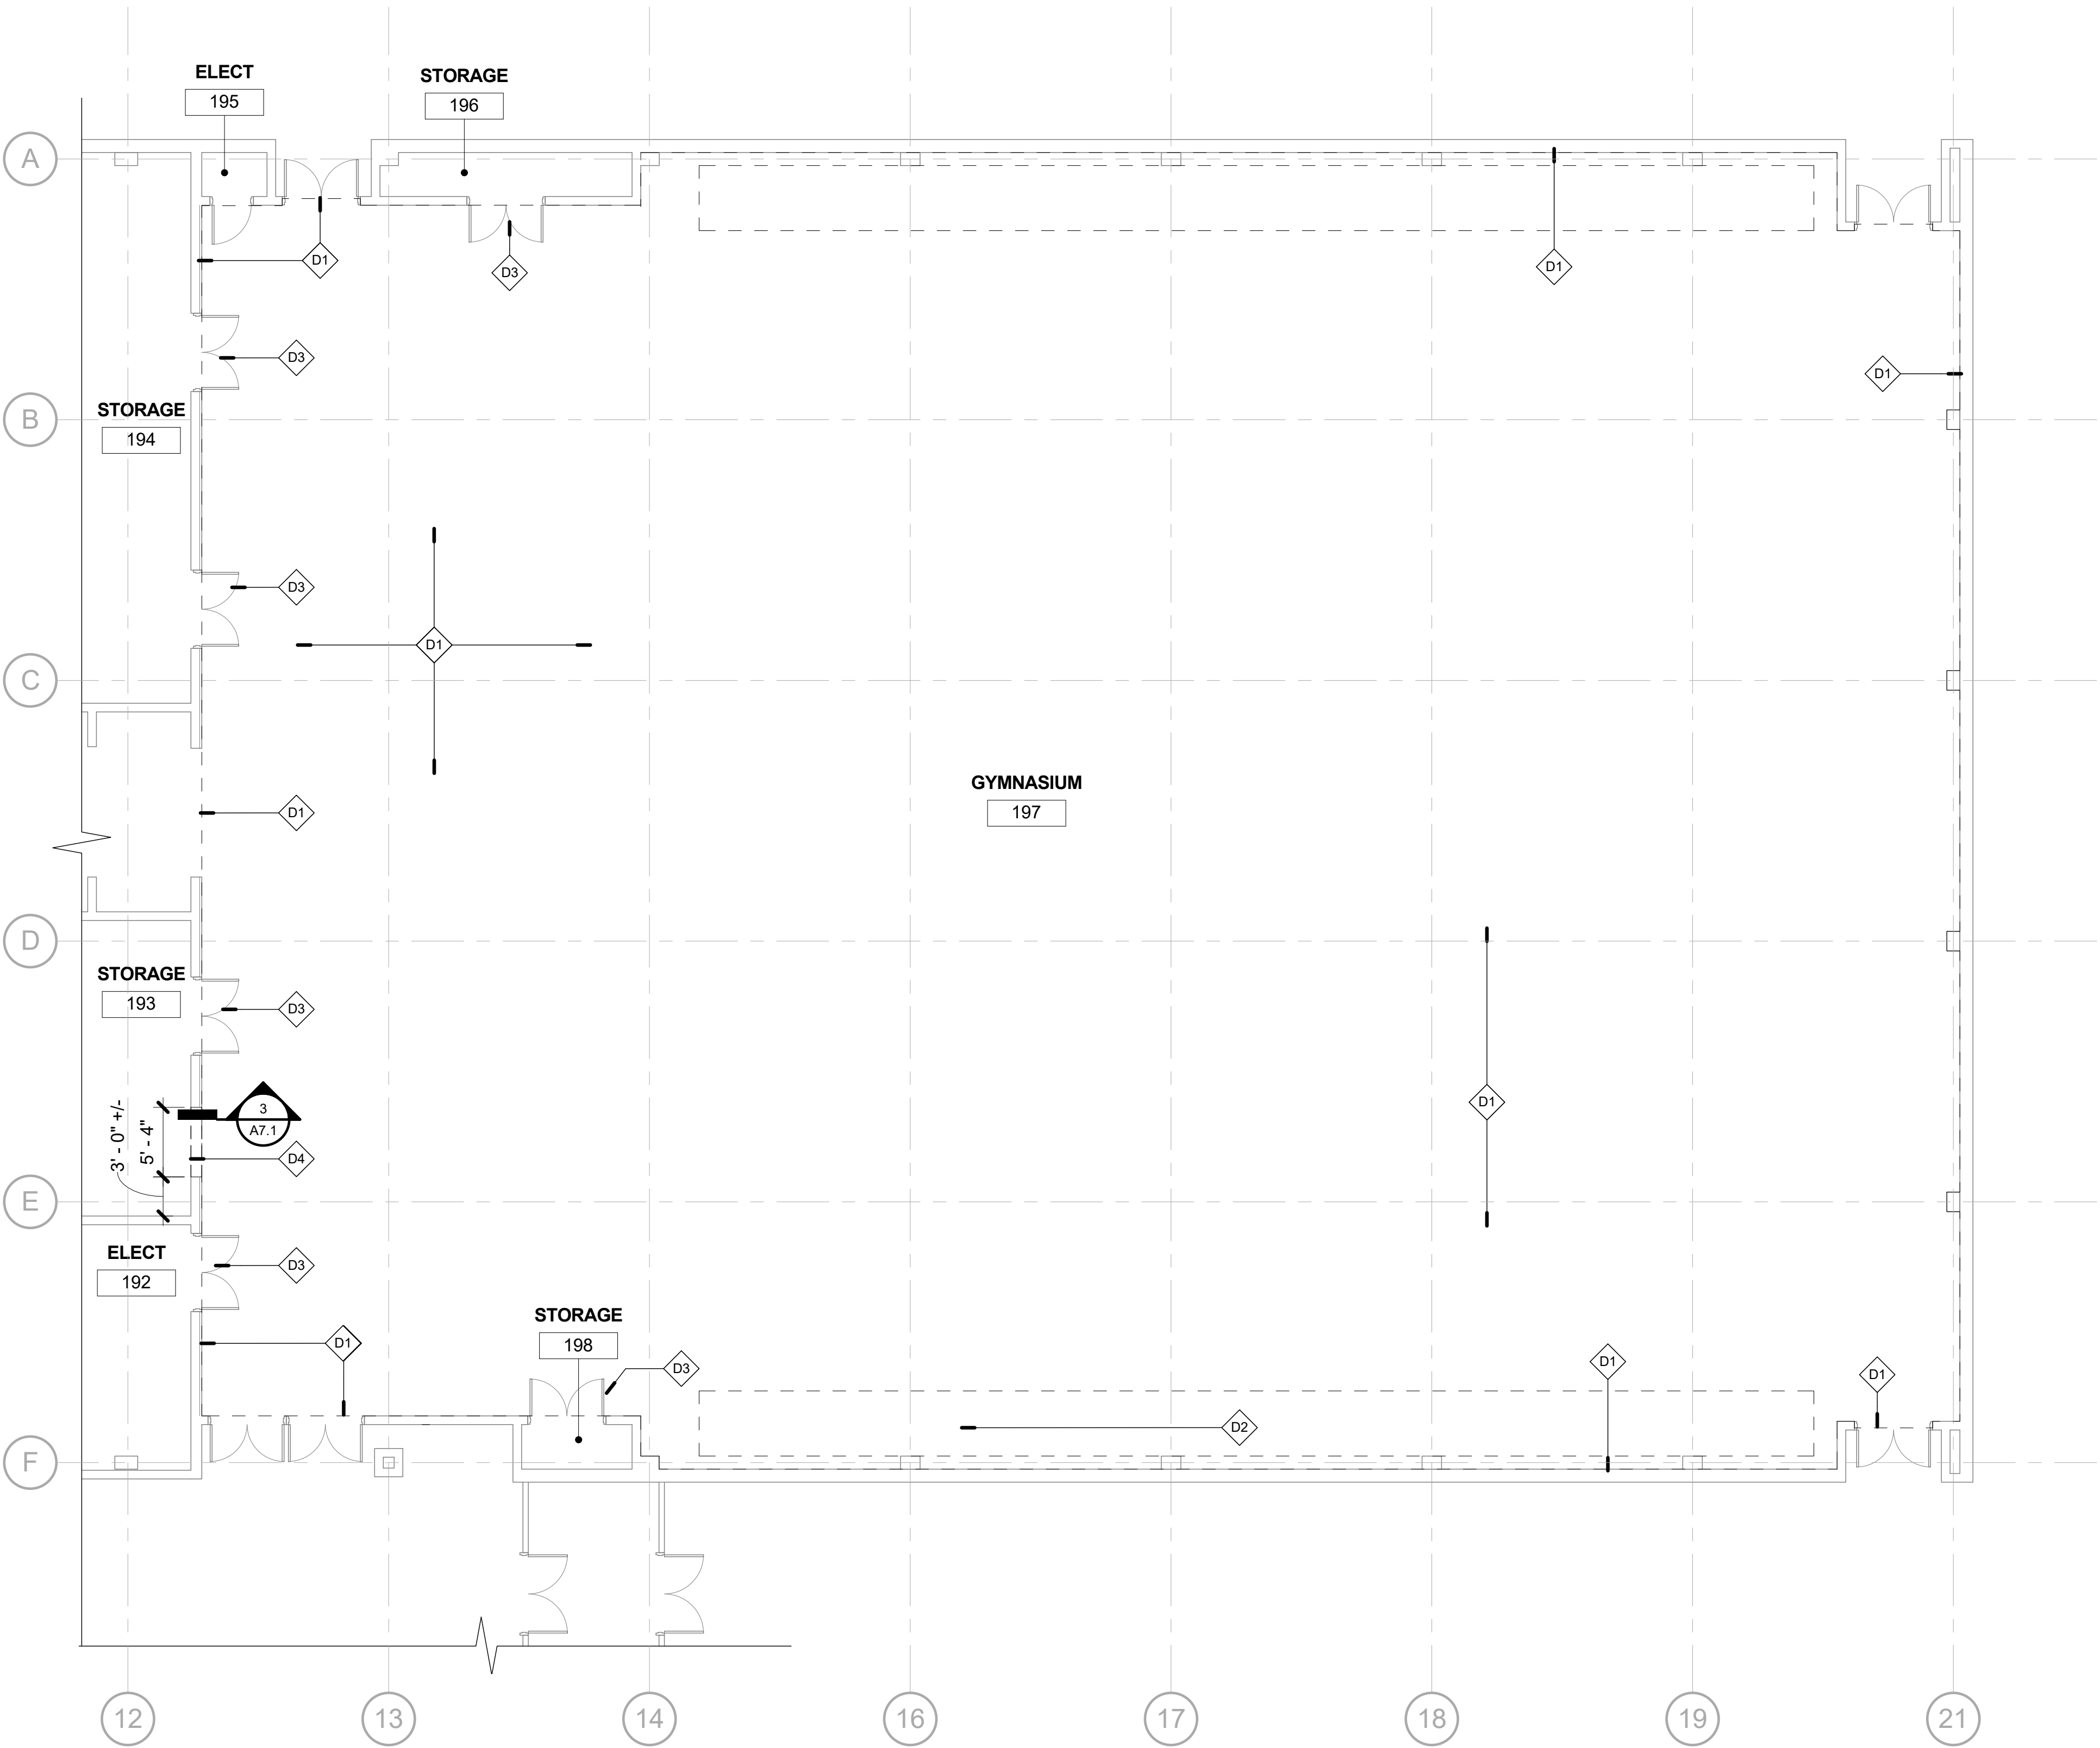 ELECT
195
STORAGE
196
A
D1
D3
D1
D3
D1
STORAGE
194
B
D3
D1
C
GYMNASIUM
197
D1
D
STORAGE
193
D3
3' - 0" +/-
5' - 4"
3
A7.1
D1
D4
E
ELECT
192
D3
STORAGE
198
D1
D3
D1
D1
D2
F
12
13
14
16
17
18
19
21